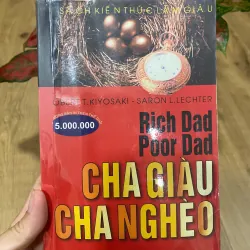 SÁCH KIẾN THỨC LÀM GIÀU
ROBERT T. KIYOSAKI - SARON L. LECHTER
5.000.000
Rich Dad
Poor Dad
CHA GIÀU
CHA NGHÈO